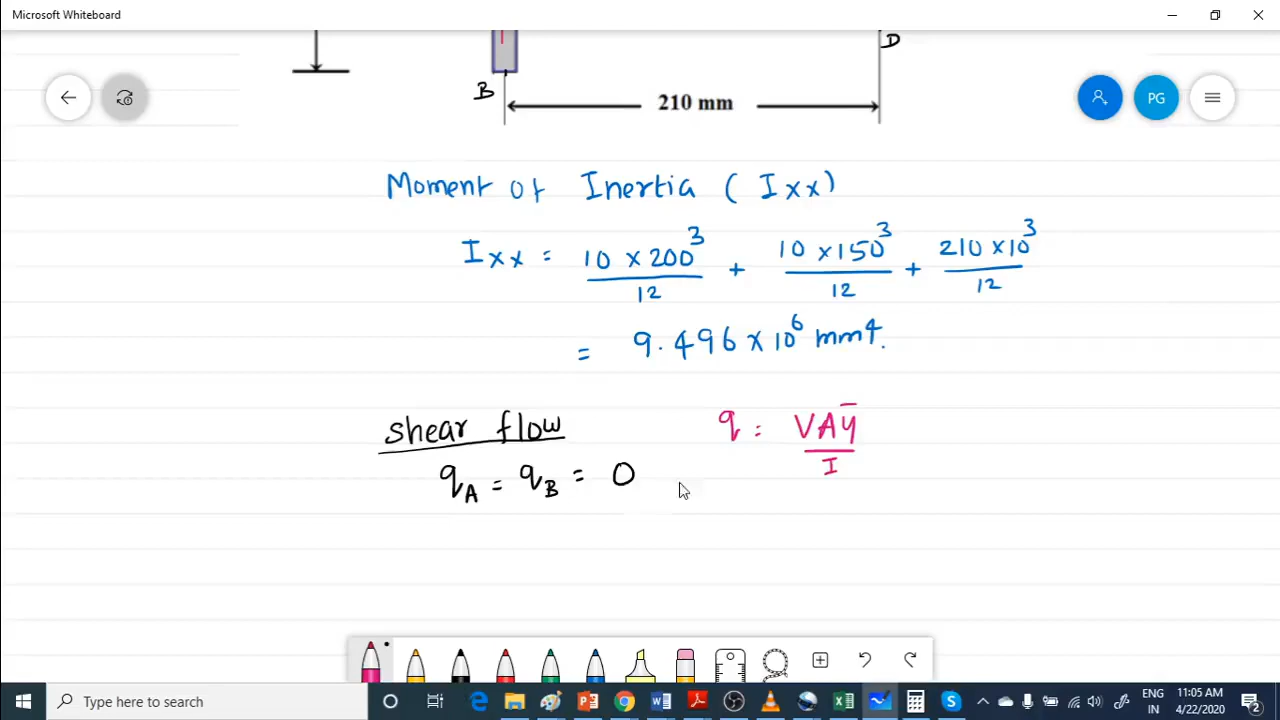 Microsoft Whiteboard
D
B
210 mm
PG
Moment of Inertia ( Ixx)
Ixx = 10 × 200³ / 12 + 10 × 150³ / 12 + 210 × 10³ / 12
= 9.496 × 10⁶ mm4.
shear flow
q = VAȳ / I
qA = qB = 0
Type here to search
ENG
IN
11:05 AM
4/22/2020
2